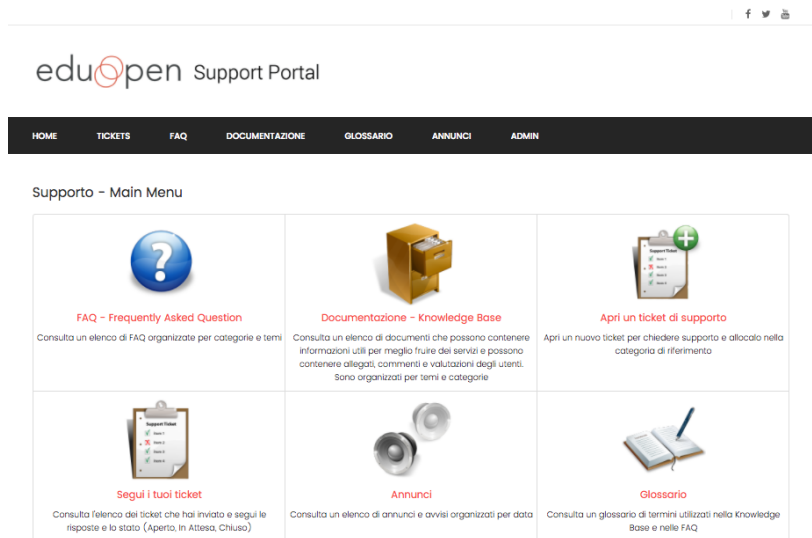 eduOpen Support Portal
HOME TICKETS FAQ DOCUMENTAZIONE GLOSSARIO ANNUNCI ADMIN
Supporto - Main Menu
FAQ - Frequently Asked Question
Consulta un elenco di FAQ organizzate per categorie e temi
Documentazione - Knowledge Base
Consulta un elenco di documenti che possono contenere
informazioni utili per meglio fruire dei servizi e possono
contenere allegati, commenti e valutazioni degli utenti.
Sono organizzati per temi e categorie
Support Ticket
Apri un ticket di supporto
Apri un nuovo ticket per chiedere supporto e allocalo nella
categoria di riferimento
Support Ticket
Segui i tuoi ticket
Consulta l'elenco dei ticket che hai inviato e segui le
risposte e lo stato (Aperto, In Attesa, Chiuso)
Annunci
Consulta un elenco di annunci e avvisi organizzati per data
Glossario
Consulta un glossario di termini utilizzati nella Knowledge
Base e nelle FAQ